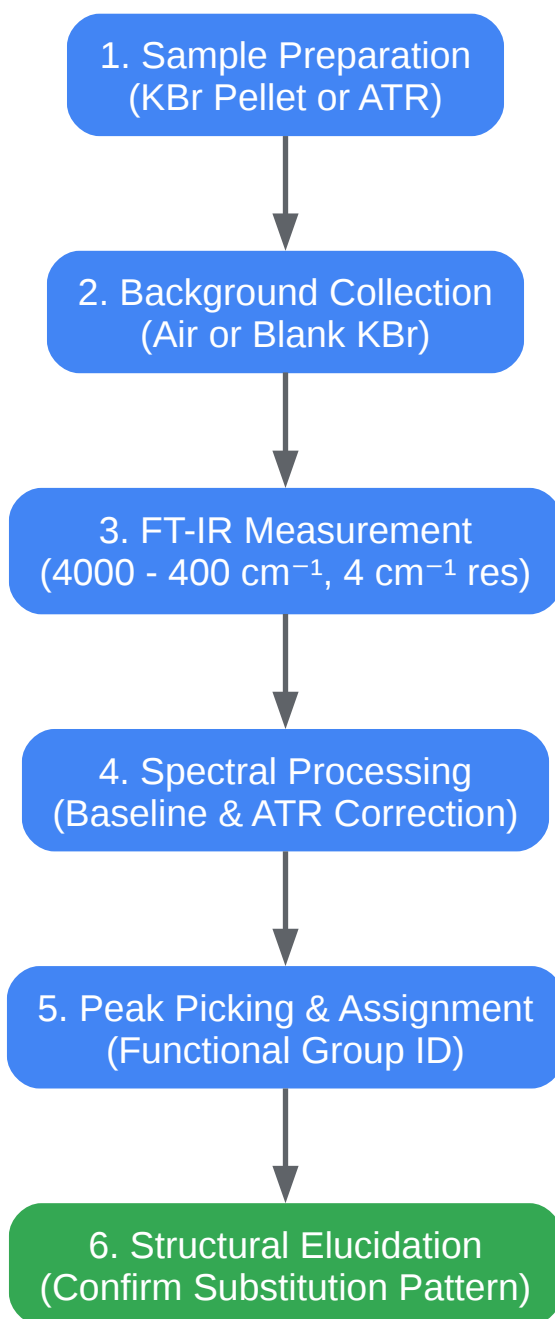 1. Sample Preparation
(KBr Pellet or ATR)
2. Background Collection
(Air or Blank KBr)
3. FT-IR Measurement
(4000 - 400 cm⁻¹, 4 cm⁻¹ res)
4. Spectral Processing
(Baseline & ATR Correction)
5. Peak Picking & Assignment
(Functional Group ID)
6. Structural Elucidation
(Confirm Substitution Pattern)